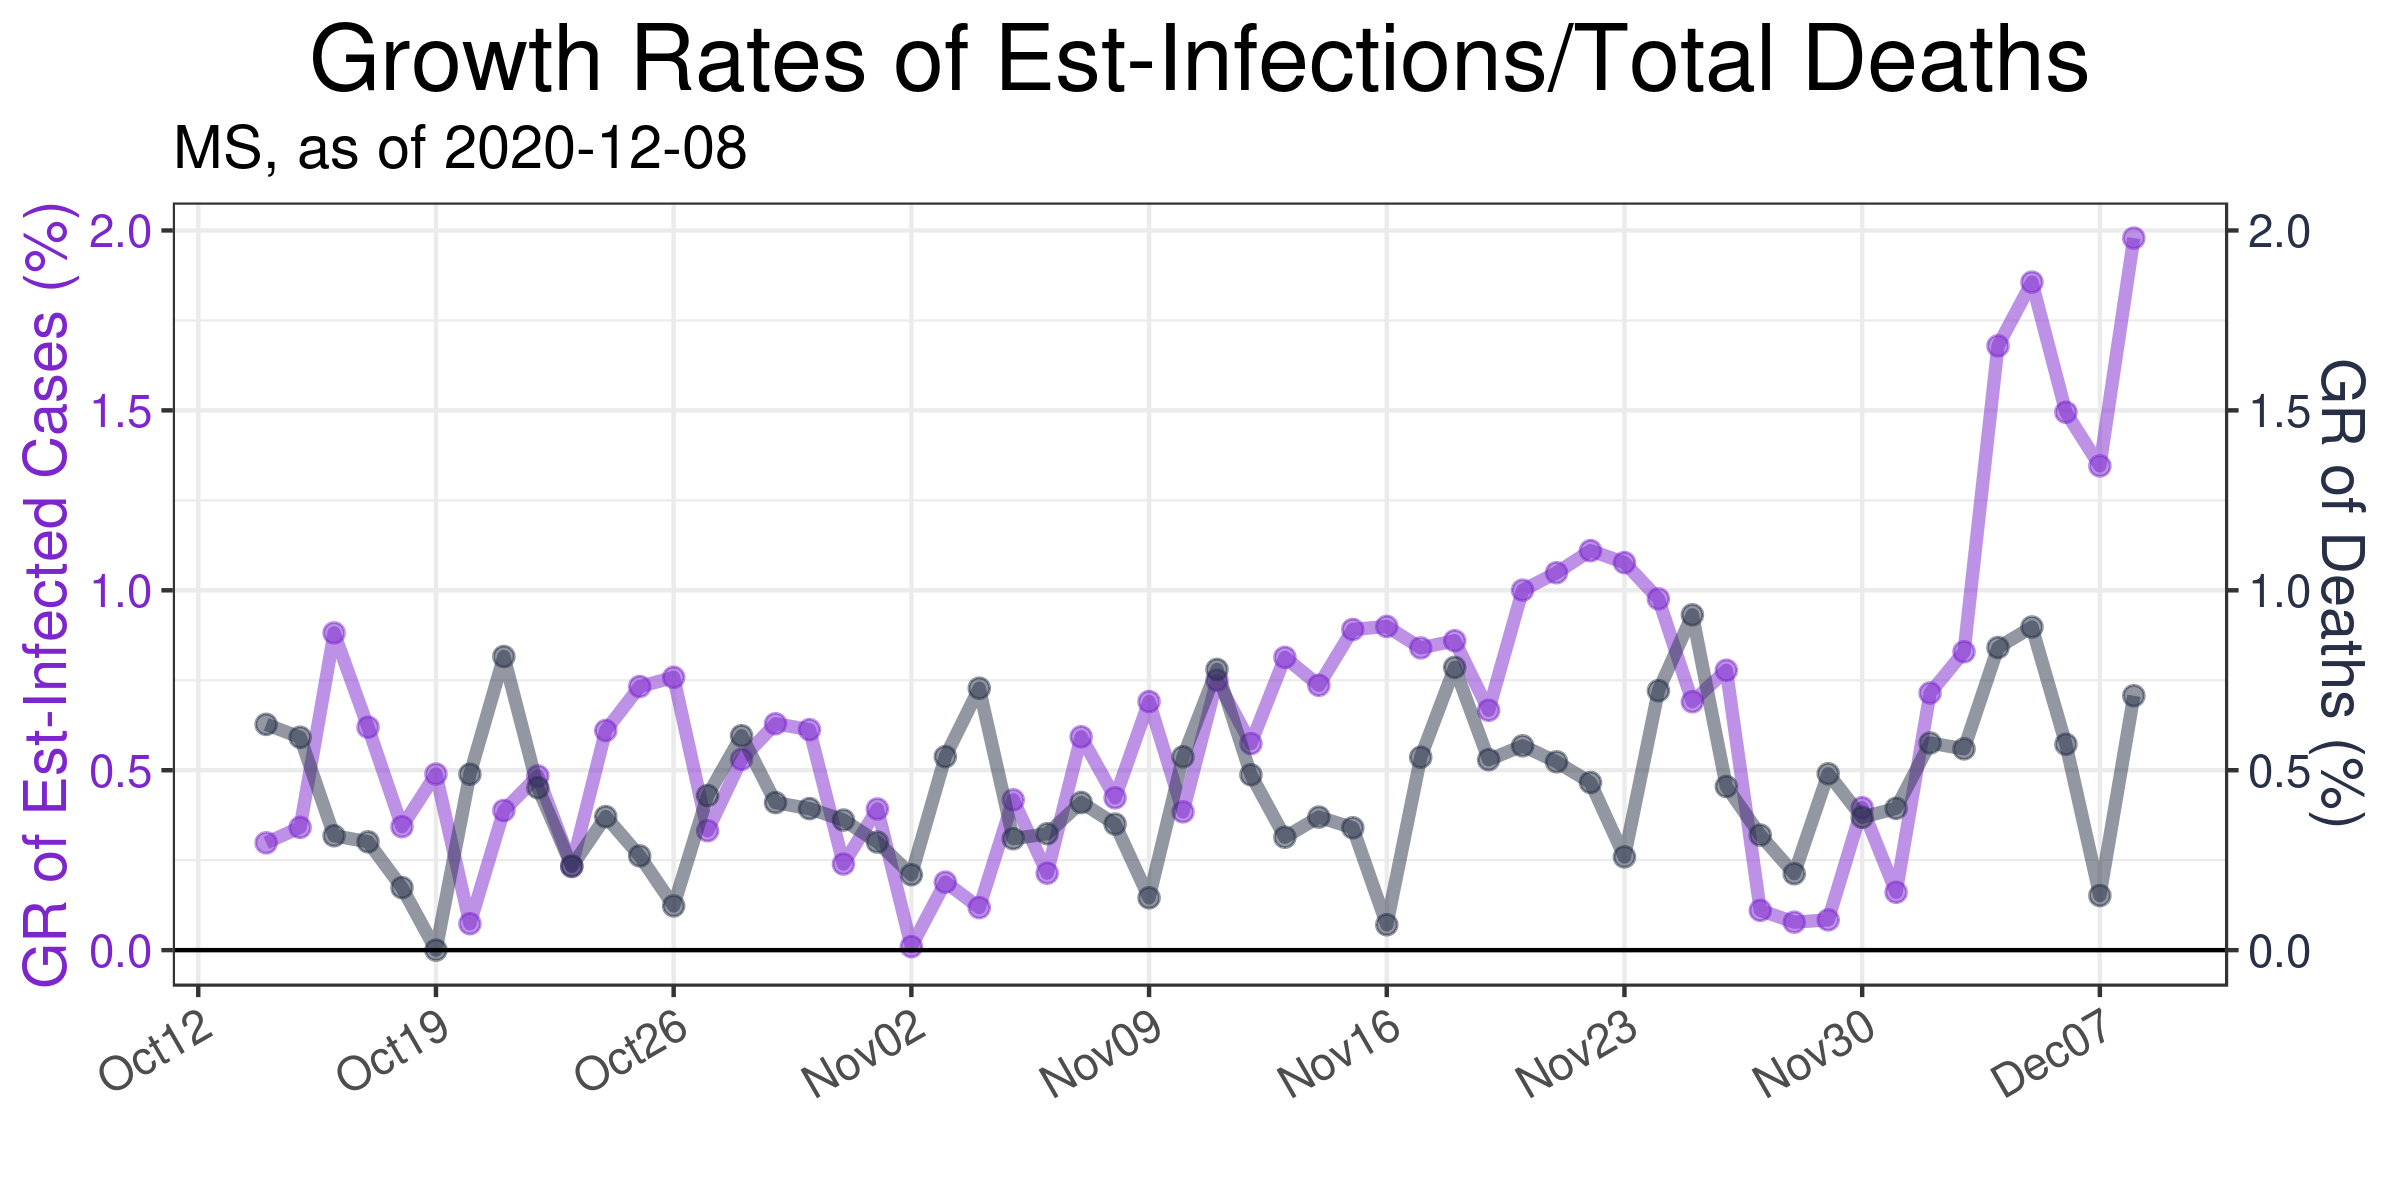 Growth Rates of Est-Infections/Total Deaths
MS, as of 2020-12-08
GR of Est-Infected Cases (%)
2.0
1.5
1.0
0.5
0.0
2.0
1.5
1.0
0.5
0.0
GR of Deaths (%)
Oct12
Oct19
Oct26
Nov02
Nov09
Nov16
Nov23
Nov30
Dec07